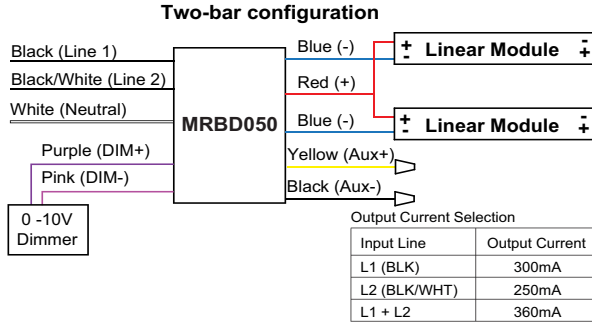 Two-bar configuration
Black (Line 1)
Black/White (Line 2)
White (Neutral)
Purple (DIM+)
Pink (DIM-)
0 -10V
Dimmer
MRBD050
Blue (-)
Red (+)
Blue (-)
Yellow (Aux+)
Black (Aux-)
+ Linear Module -
- +
+ Linear Module -
- +
Output Current Selection
Input Line Output Current
L1 (BLK) 300mA
L2 (BLK/WHT) 250mA
L1 + L2 360mA